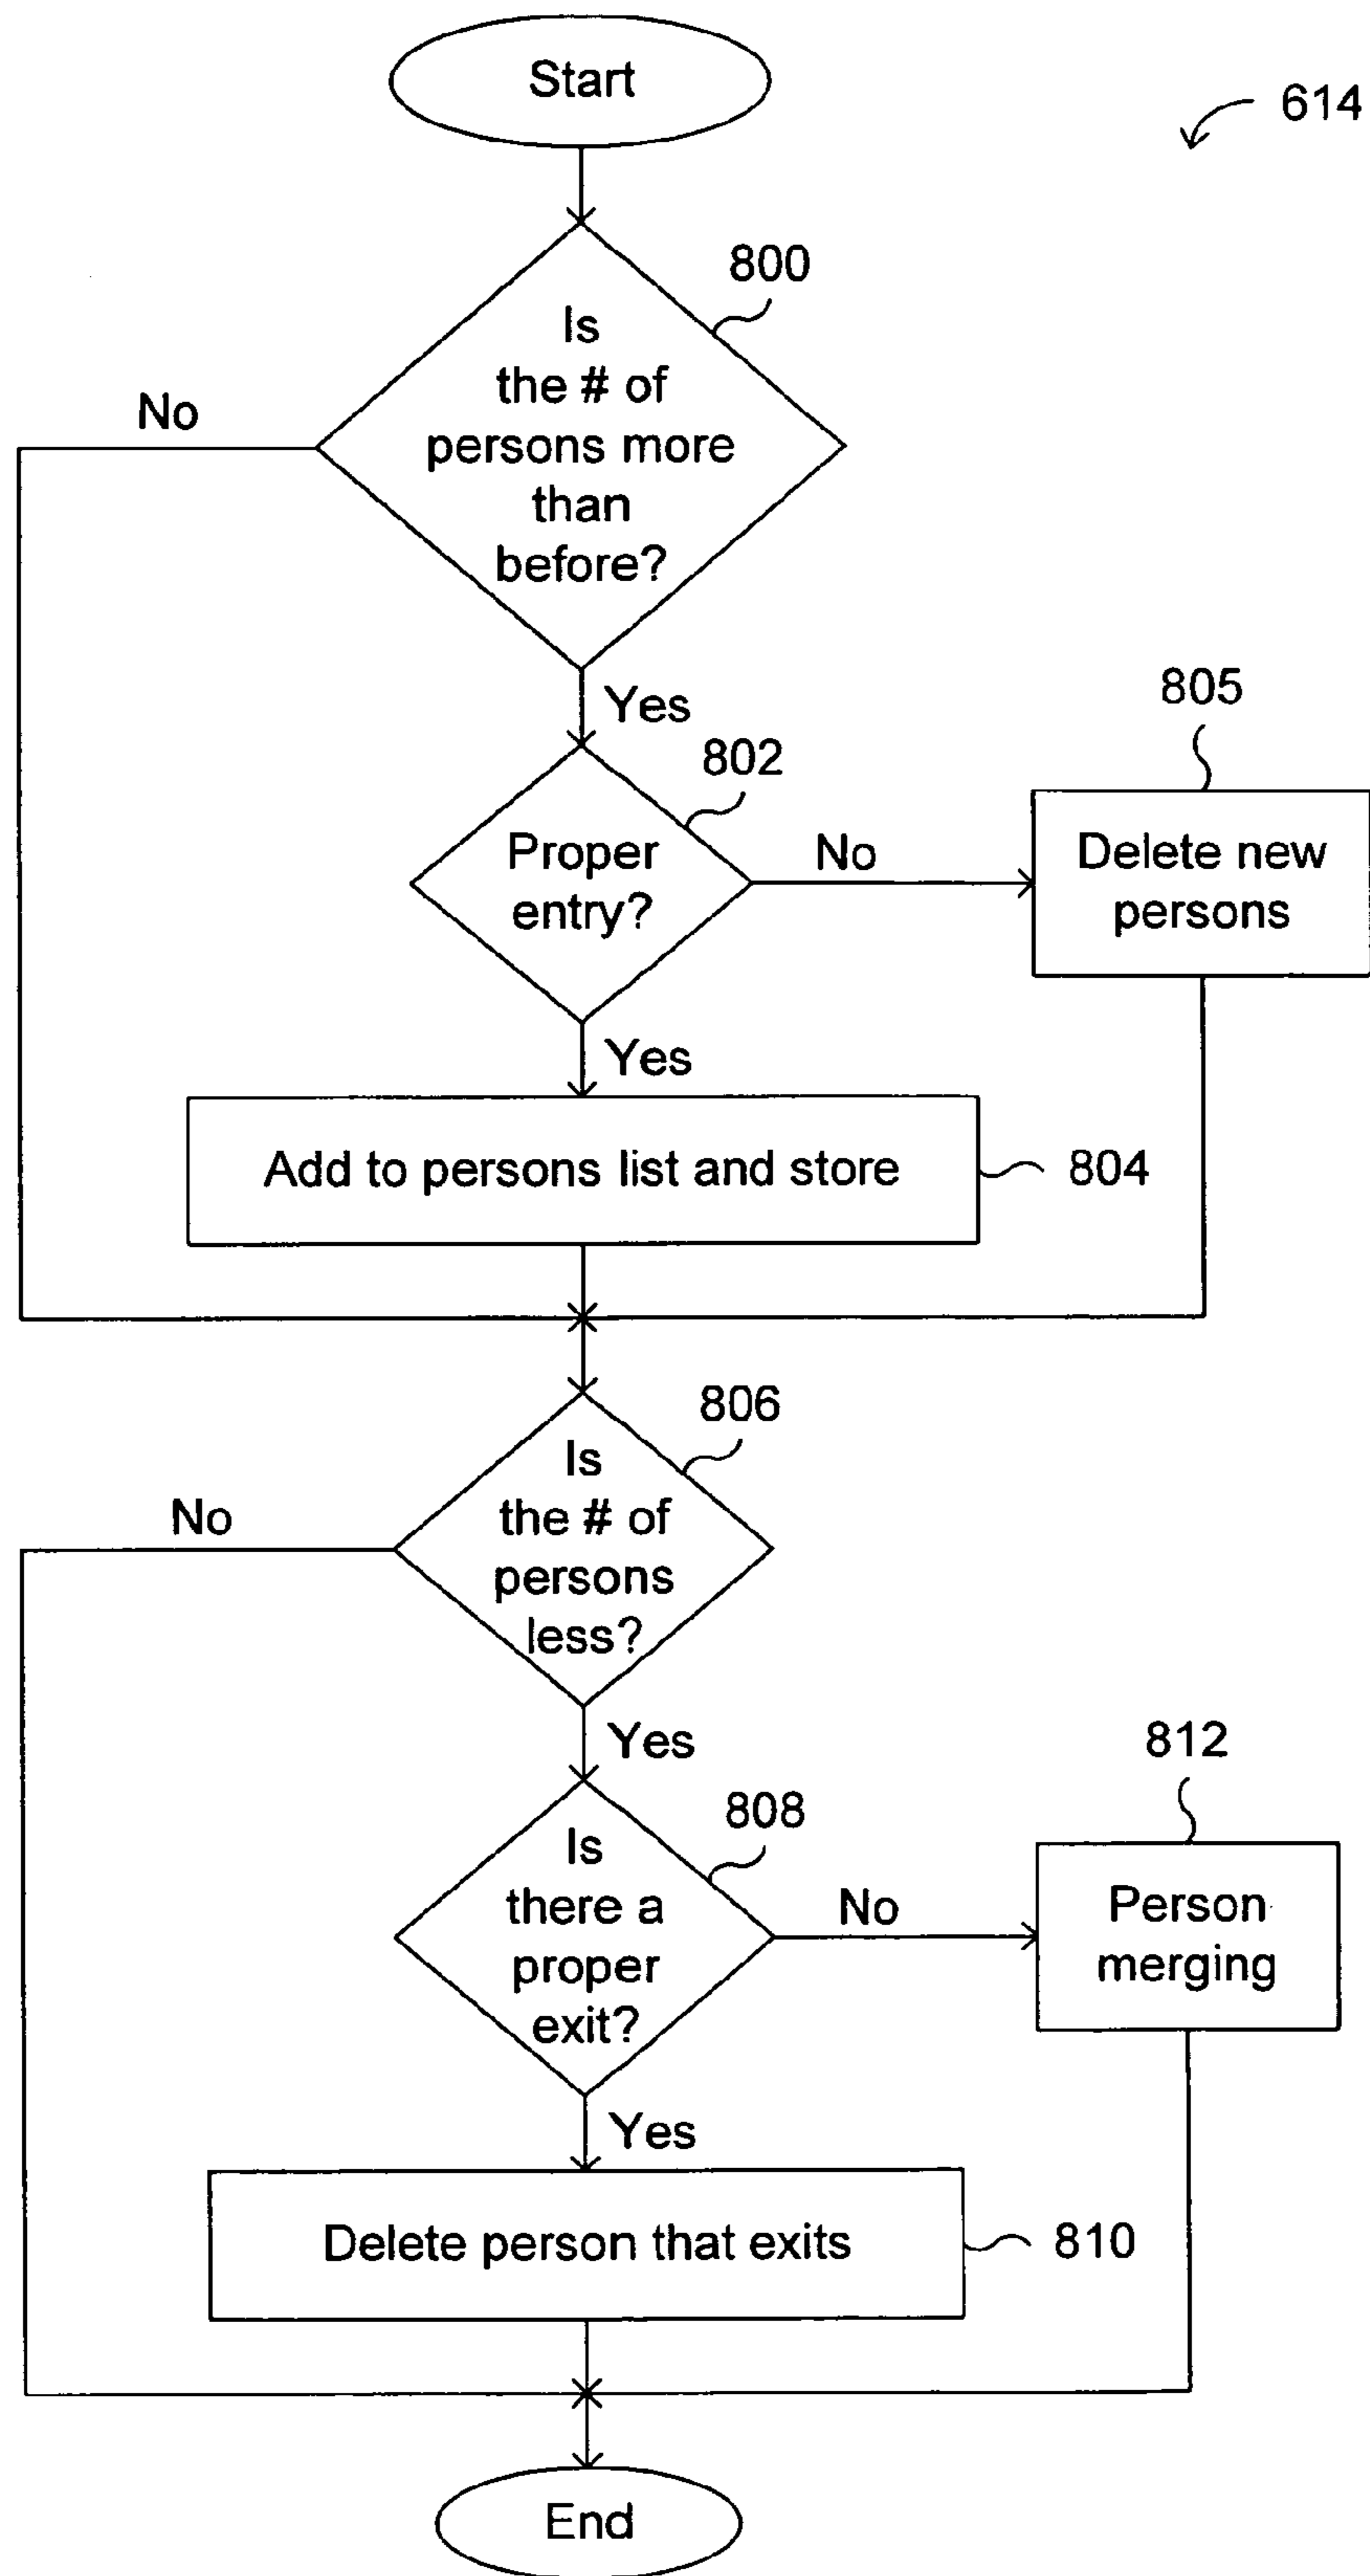 Start
614
800
Is
the # of
persons more
than
before?
No
Yes
802
805
Proper
entry?
No
Delete new
persons
Yes
Add to persons list and store
804
806
Is
the # of
persons
less?
No
Yes
808
812
Is
there a
proper
exit?
No
Person
merging
Yes
Delete person that exits
810
End